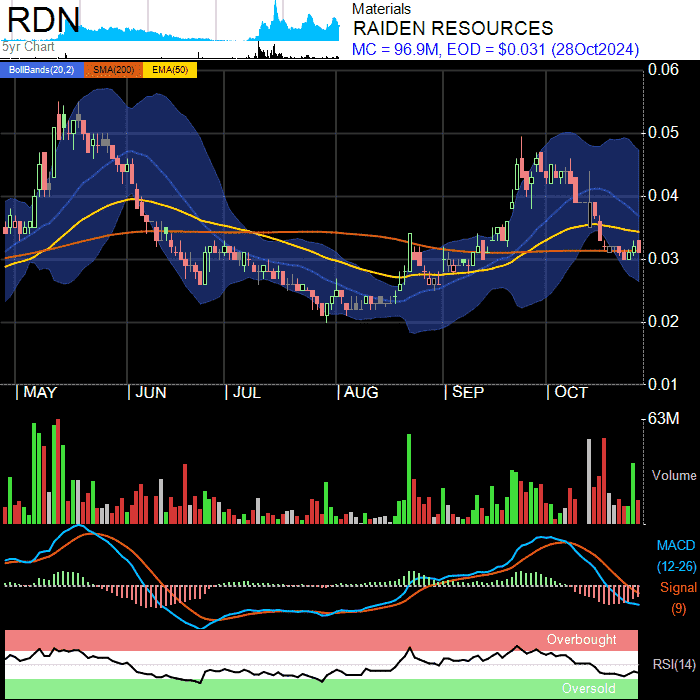 RDN
5yr Chart
Materials
RAIDEN RESOURCES
MC = 96.9M, EOD = $0.031 (28Oct2024)
BollBands(20,2) SMA(200) EMA(50)
0.06
0.05
0.04
0.03
0.02
0.01
MAY JUN JUL AUG SEP OCT
63M
Volume
MACD
(12-26)
Signal
(9)
Overbought
RSI(14)
Oversold